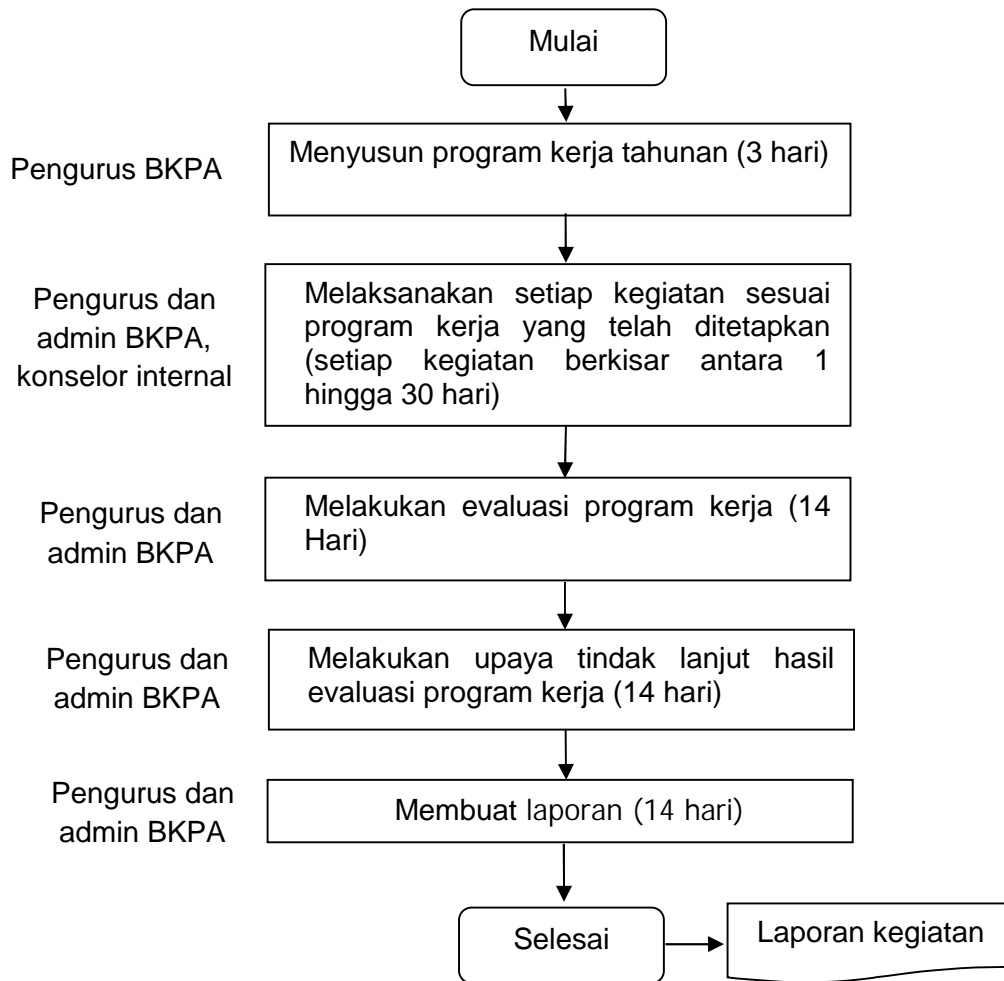 Mulai
Pengurus BKPA
Menyusun program kerja tahunan (3 hari)
Pengurus dan
admin BKPA,
konselor internal
Melaksanakan setiap kegiatan sesuai
program kerja yang telah ditetapkan
(setiap kegiatan berkisar antara 1
hingga 30 hari)
Pengurus dan
admin BKPA
Melakukan evaluasi program kerja (14
Hari)
Pengurus dan
admin BKPA
Melakukan upaya tindak lanjut hasil
evaluasi program kerja (14 hari)
Pengurus dan
admin BKPA
Membuat laporan (14 hari)
Selesai
Laporan kegiatan